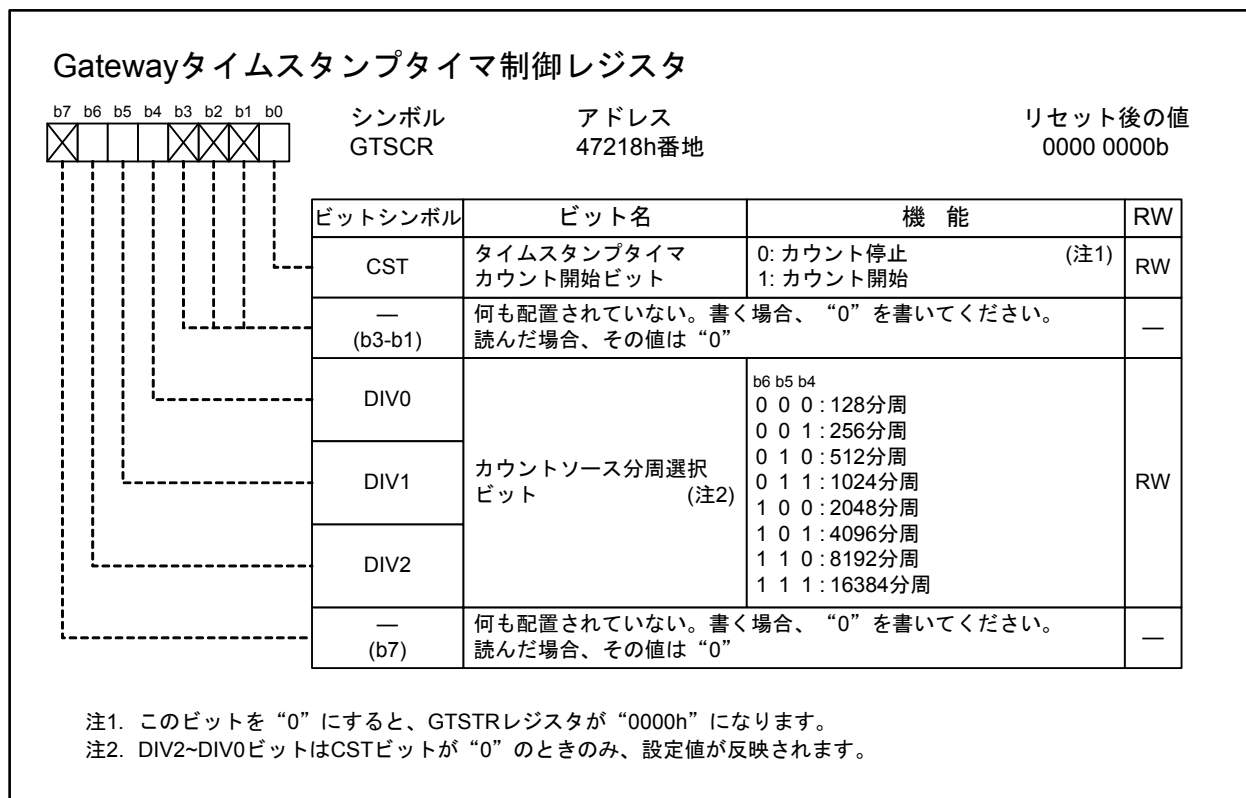 Gatewayタイムスタンプタイマ制御レジスタ
b7 b6 b5 b4 b3 b2 b1 b0
シンボル アドレス リセット後の値
GTSCR 47218h番地 0000 0000b
ビットシンボル ビット名 機 能 RW
CST
タイムスタンプタイマ
カウント開始ビット
0: カウント停止 (注1)
1: カウント開始
RW
—
(b3-b1)
何も配置されていない。書く場合、“0”を書いてください。
読んだ場合、その値は“0”
—
DIV0
DIV1
DIV2
カウントソース分周選択
ビット (注2)
b6 b5 b4
0 0 0 : 128分周
0 0 1 : 256分周
0 1 0 : 512分周
0 1 1 : 1024分周
1 0 0 : 2048分周
1 0 1 : 4096分周
1 1 0 : 8192分周
1 1 1 : 16384分周
RW
—
(b7)
何も配置されていない。書く場合、“0”を書いてください。
読んだ場合、その値は“0”
—
注1. このビットを“0”にすると、GTSTRレジスタが“0000h”になります。
注2. DIV2~DIV0ビットはCSTビットが“0”のときのみ、設定値が反映されます。